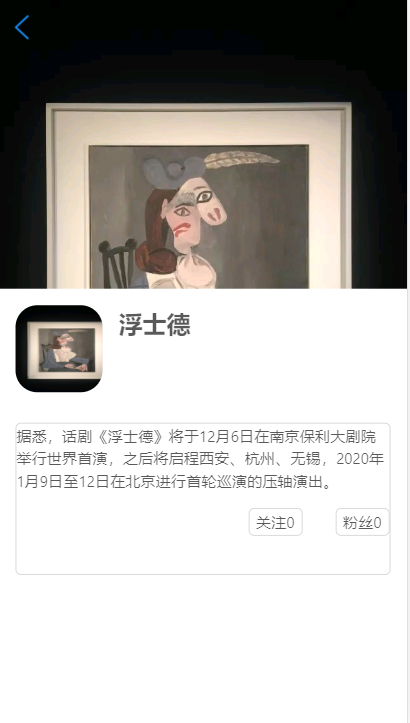 浮士德
据悉，话剧《浮士德》将于12月6日在南京保利大剧院
举行世界首演，之后将启程西安、杭州、无锡，2020年
1月9日至12日在北京进行首轮巡演的压轴演出。
关注0 粉丝0